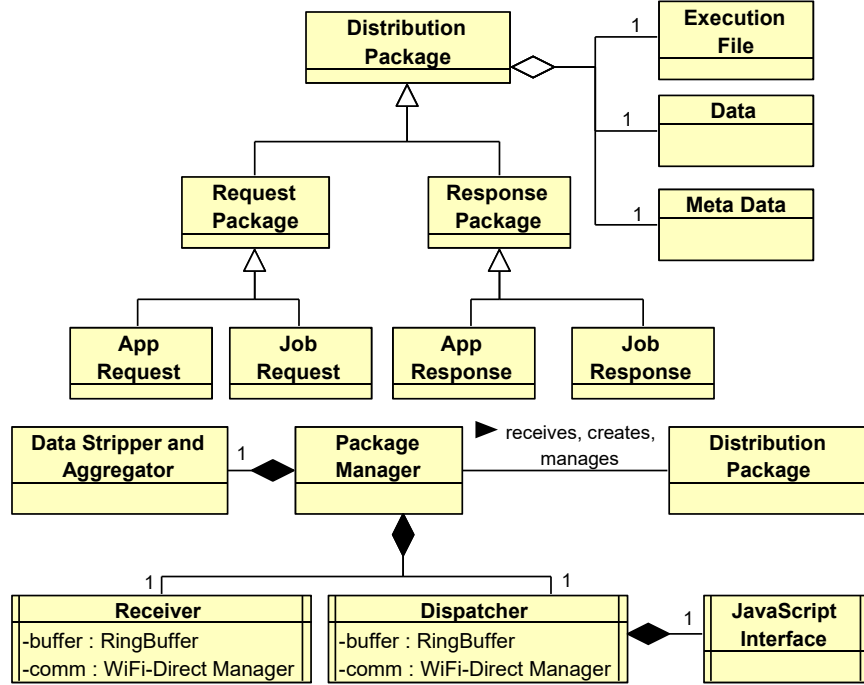 Distribution
Package
1
Execution
File
1
Data
1
Meta Data
Request
Package
Response
Package
App
Request
Job
Request
App
Response
Job
Response
Data Stripper and
Aggregator
1
Package
Manager
receives, creates,
manages
Distribution
Package
1
1
Receiver
-buffer : RingBuffer
-comm : WiFi-Direct Manager
Dispatcher
-buffer : RingBuffer
-comm : WiFi-Direct Manager
1
JavaScript
Interface